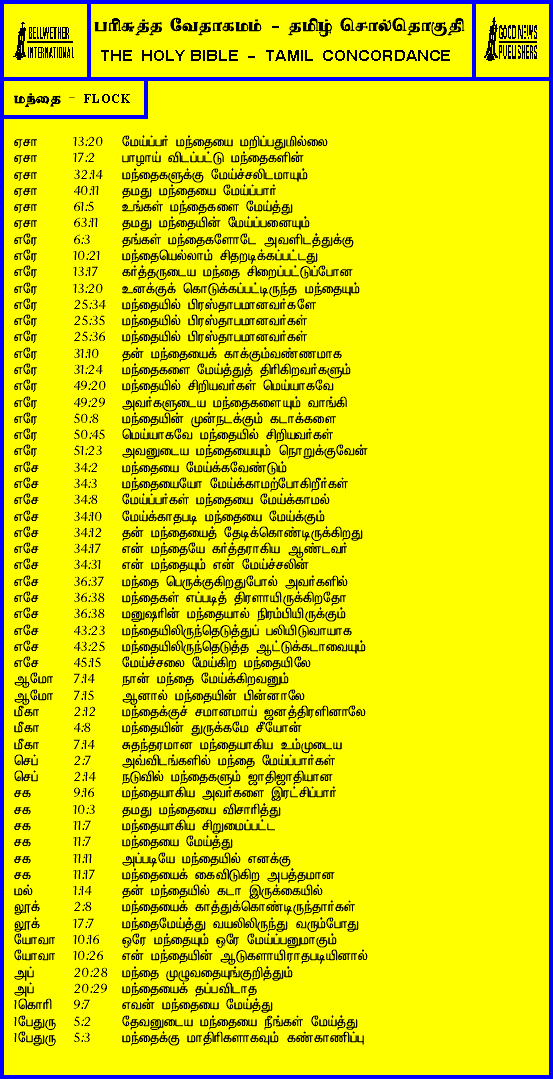 BELLWETHER
INTERNATIONAL
பரிசுத்த வேதாகமம் - தமிழ் சொல்தொகுதி
THE HOLY BIBLE - TAMIL CONCORDANCE
GOOD NEWS
PUBLISHERS
மந்தை - FLOCK
ஏசா 13:20 மேய்ப்பர் மந்தையை மறிப்பதுமில்லை
ஏசா 17:2 பாழாய் விடப்பட்டு மந்தைகளின்
ஏசா 32:14 மந்தைகளுக்கு மேய்ச்சலிடமாயும்
ஏசா 40:11 தமது மந்தையை மேய்ப்பார்
ஏசா 61:5 உங்கள் மந்தைகளை மேய்த்து
ஏசா 63:11 தமது மந்தையின் மேய்ப்பனையும்
எரே 6:3 தங்கள் மந்தைகளோடே அவளிடத்துக்கு
எரே 10:21 மந்தையெல்லாம் சிதறடிக்கப்பட்டது
எரே 13:17 கர்த்தருடைய மந்தை சிறைப்பட்டுப்போன
எரே 13:20 உனக்குக் கொடுக்கப்பட்டிருந்த மந்தையும்
எரே 25:34 மந்தையில் பிரஸ்தாபமானவர்களே
எரே 25:35 மந்தையில் பிரஸ்தாபமானவர்கள்
எரே 25:36 மந்தையில் பிரஸ்தாபமானவர்கள்
எரே 31:10 தன் மந்தையைக் காக்கும்வண்ணமாக
எரே 31:24 மந்தைகளை மேய்த்துத் திரிகிறவர்களும்
எரே 49:20 மந்தையில் சிறியவர்கள் மெய்யாகவே
எரே 49:29 அவர்களுடைய மந்தைகளையும் வாங்கி
எரே 50:8 மந்தையின் முன்நடக்கும் கடாக்களை
எரே 50:45 மெய்யாகவே மந்தையில் சிறியவர்கள்
எரே 51:23 அவனுடைய மந்தையையும் நொறுக்குவேன்
எசே 34:2 மந்தையை மேய்க்கவேண்டும்
எசே 34:3 மந்தையையோ மேய்க்காமற்போகிறீர்கள்
எசே 34:8 மேய்ப்பர்கள் மந்தையை மேய்க்காமல்
எசே 34:10 மேய்க்காதபடி மந்தையை மேய்க்கும்
எசே 34:12 தன் மந்தையைத் தேடிக்கொண்டிருக்கிறது
எசே 34:17 என் மந்தையே கர்த்தராகிய ஆண்டவர்
எசே 34:31 என் மந்தையும் என் மேய்ச்சலின்
எசே 36:37 மந்தை பெருக்குகிறதுபோல் அவர்களில்
எசே 36:38 மந்தைகள் எப்படித் திரளாயிருக்கிறதோ
எசே 36:38 மனுஷரின் மந்தையால் நிரம்பியிருக்கும்
எசே 43:23 மந்தையிலிருந்தெடுத்துப் பலியிடுவாயாக
எசே 43:25 மந்தையிலிருந்தெடுத்த ஆட்டுக்கடாவையும்
எசே 45:15 மேய்ச்சலை மேய்கிற மந்தையிலே
ஆமோ 7:14 நான் மந்தை மேய்க்கிறவனும்
ஆமோ 7:15 ஆனால் மந்தையின் பின்னாலே
மீகா 2:12 மந்தைக்குச் சமானமாய் ஜனத்திரளினாலே
மீகா 4:8 மந்தையின் துருக்கமே சீயோன்
மீகா 7:14 சுதந்தரமான மந்தையாகிய உம்முடைய
செப் 2:7 அவ்விடங்களில் மந்தை மேய்ப்பார்கள்
செப் 2:14 நடுவில் மந்தைகளும் ஜாதிஜாதியான
சக 9:16 மந்தையாகிய அவர்களை இரட்சிப்பார்
சக 10:3 தமது மந்தையை விசாரித்து
சக 11:7 மந்தையாகிய சிறுமைப்பட்ட
சக 11:7 மந்தையை மேய்த்து
சக 11:11 அப்படியே மந்தையில் எனக்கு
சக 11:17 மந்தையைக் கைவிடுகிற அபத்தமான
மல் 1:14 தன் மந்தையில் கடா இருக்கையில்
லூக் 2:8 மந்தையைக் காத்துக்கொண்டிருந்தார்கள்
லூக் 17:7 மந்தைமேய்த்து வயலிலிருந்து வரும்போது
யோவா 10:16 ஒரே மந்தையும் ஒரே மேய்ப்பனுமாகும்
யோவா 10:26 என் மந்தையின் ஆடுகளாயிராதபடியினால்
அப் 20:28 மந்தை முழுவதையுங்குறித்தும்
அப் 20:29 மந்தையைக் தப்பவிடாத
1கொரி 9:7 எவன் மந்தையை மேய்த்து
1பேதுரு 5:2 தேவனுடைய மந்தையை நீங்கள் மேய்த்து
1பேதுரு 5:3 மந்தைக்கு மாதிரிகளாகவும் கண்காணிப்பு